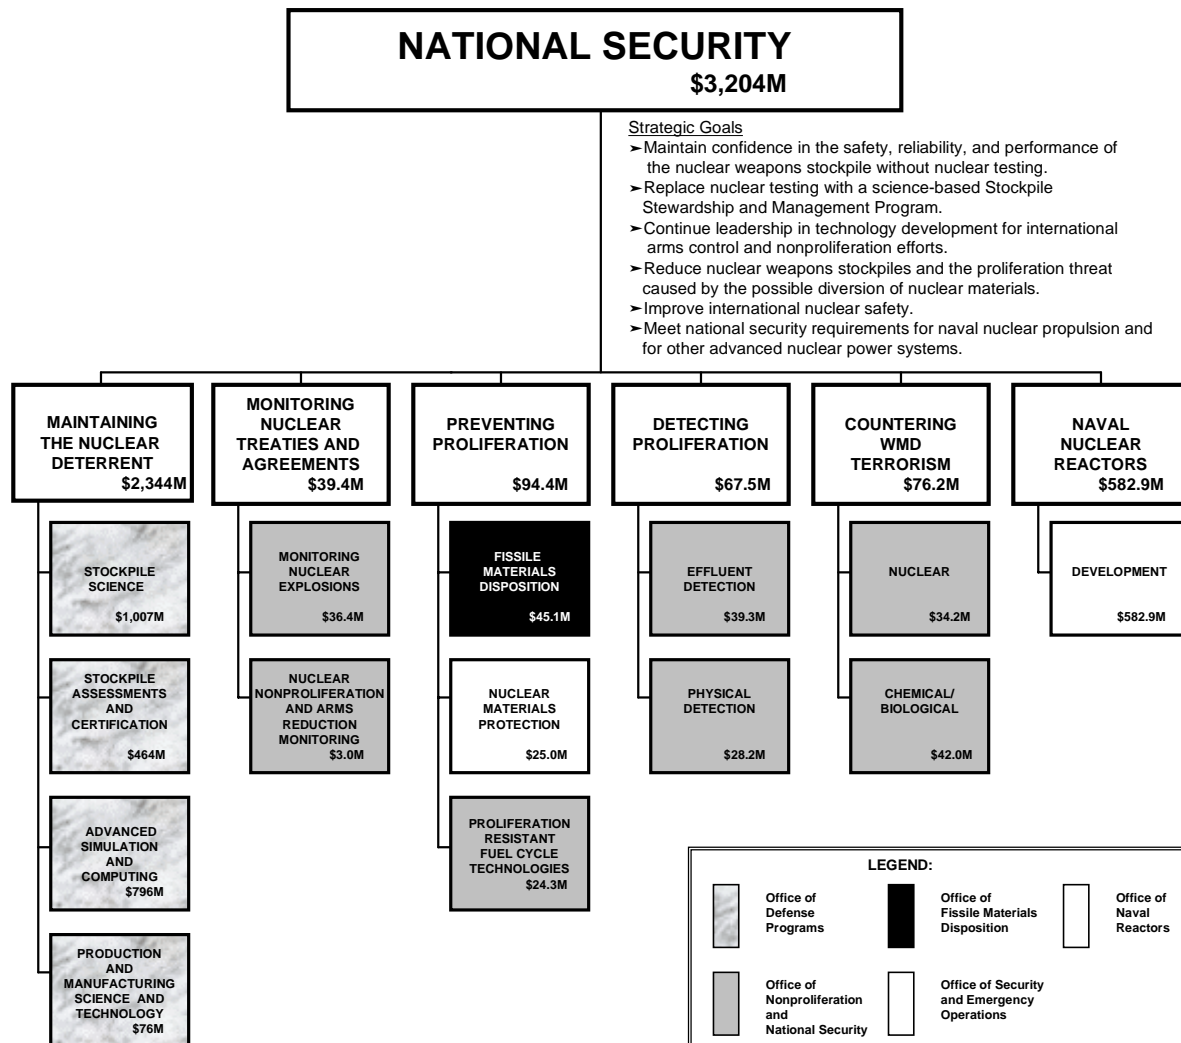 NATIONAL SECURITY
$3,204M
Strategic Goals
➤Maintain confidence in the safety, reliability, and performance of
the nuclear weapons stockpile without nuclear testing.
➤Replace nuclear testing with a science-based Stockpile
Stewardship and Management Program.
➤Continue leadership in technology development for international
arms control and nonproliferation efforts.
➤Reduce nuclear weapons stockpiles and the proliferation threat
caused by the possible diversion of nuclear materials.
➤Improve international nuclear safety.
➤Meet national security requirements for naval nuclear propulsion and
for other advanced nuclear power systems.
MAINTAINING
THE NUCLEAR
DETERRENT
$2,344M
MONITORING
NUCLEAR
TREATIES AND
AGREEMENTS
$39.4M
PREVENTING
PROLIFERATION
$94.4M
DETECTING
PROLIFERATION
$67.5M
COUNTERING
WMD
TERRORISM
$76.2M
NAVAL
NUCLEAR
REACTORS
$582.9M
STOCKPILE
SCIENCE
$1,007M
MONITORING
NUCLEAR
EXPLOSIONS
$36.4M
FISSILE
MATERIALS
DISPOSITION
$45.1M
EFFLUENT
DETECTION
$39.3M
NUCLEAR
$34.2M
DEVELOPMENT
$582.9M
STOCKPILE
ASSESSMENTS
AND
CERTIFICATION
$464M
NUCLEAR
NONPROLIFERATION
AND ARMS
REDUCTION
MONITORING
$3.0M
NUCLEAR
MATERIALS
PROTECTION
$25.0M
PHYSICAL
DETECTION
$28.2M
CHEMICAL/
BIOLOGICAL
$42.0M
ADVANCED
SIMULATION
AND
COMPUTING
$796M
PROLIFERATION
RESISTANT
FUEL CYCLE
TECHNOLOGIES
$24.3M
PRODUCTION
AND
MANUFACTURING
SCIENCE AND
TECHNOLOGY
$76M
LEGEND:
Office of
Defense
Programs
Office of
Fissile Materials
Disposition
Office of
Naval
Reactors
Office of
Nonproliferation
and
National Security
Office of Security
and Emergency
Operations